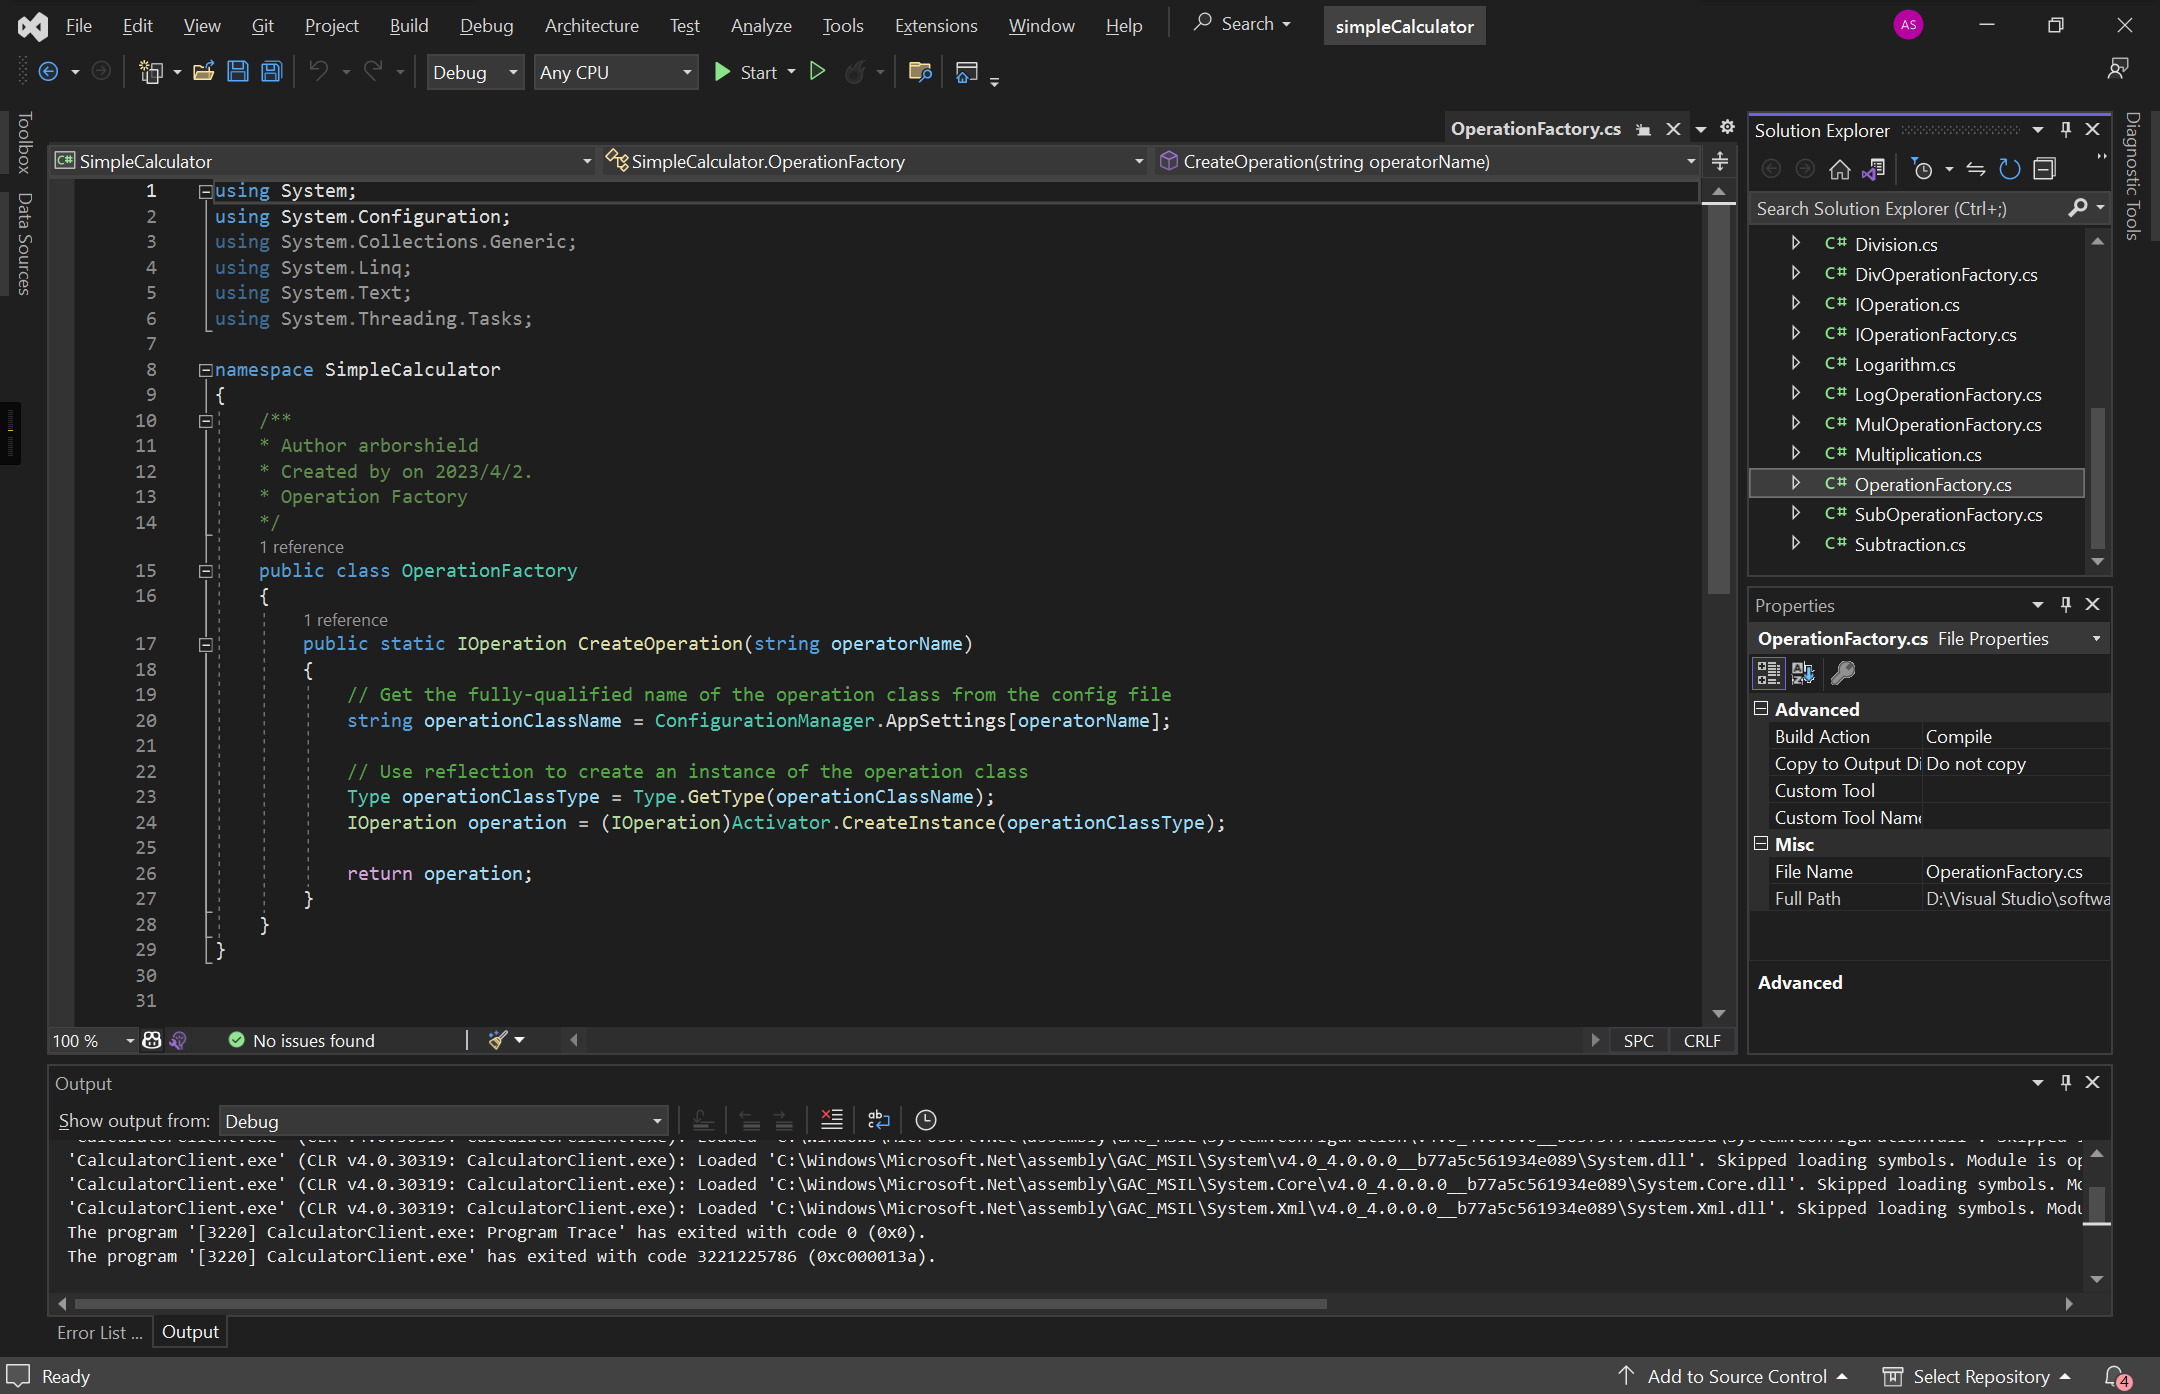 File Edit View Git Project Build Debug Architecture Test Analyze Tools Extensions Window Help Search simpleCalculator AS
Debug Any CPU Start
Toolbox
Data Sources
OperationFactory.cs
SimpleCalculator SimpleCalculator.OperationFactory CreateOperation(string operatorName)
1 using System;
2 using System.Configuration;
3 using System.Collections.Generic;
4 using System.Linq;
5 using System.Text;
6 using System.Threading.Tasks;
7
8 namespace SimpleCalculator
9 {
10 /**
11 * Author arborshield
12 * Created by on 2023/4/2.
13 * Operation Factory
14 */
1 reference
15 public class OperationFactory
16 {
1 reference
17 public static IOperation CreateOperation(string operatorName)
18 {
19 // Get the fully-qualified name of the operation class from the config file
20 string operationClassName = ConfigurationManager.AppSettings[operatorName];
21
22 // Use reflection to create an instance of the operation class
23 Type operationClassType = Type.GetType(operationClassName);
24 IOperation operation = (IOperation)Activator.CreateInstance(operationClassType);
25
26 return operation;
27 }
28 }
29 }
30
31
100 % No issues found SPC CRLF
Solution Explorer
Search Solution Explorer (Ctrl+;)
C# Division.cs
C# DivOperationFactory.cs
C# IOperation.cs
C# IOperationFactory.cs
C# Logarithm.cs
C# LogOperationFactory.cs
C# MulOperationFactory.cs
C# Multiplication.cs
C# OperationFactory.cs
C# SubOperationFactory.cs
C# Subtraction.cs
Diagnostic Tools
Properties
OperationFactory.cs File Properties
Advanced
Build Action Compile
Copy to Output Di Do not copy
Custom Tool
Custom Tool Name
Misc
File Name OperationFactory.cs
Full Path D:\Visual Studio\softwa
Advanced
Output
Show output from: Debug
'CalculatorClient.exe' (CLR v4.0.30319: CalculatorClient.exe): Loaded 'C:\Windows\Microsoft.Net\assembly\GAC_MSIL\System\v4.0_4.0.0.0__b77a5c561934e089\System.dll'. Skipped loading symbols. Module is op
'CalculatorClient.exe' (CLR v4.0.30319: CalculatorClient.exe): Loaded 'C:\Windows\Microsoft.Net\assembly\GAC_MSIL\System.Core\v4.0_4.0.0.0__b77a5c561934e089\System.Core.dll'. Skipped loading symbols. Mo
'CalculatorClient.exe' (CLR v4.0.30319: CalculatorClient.exe): Loaded 'C:\Windows\Microsoft.Net\assembly\GAC_MSIL\System.Xml\v4.0_4.0.0.0__b77a5c561934e089\System.Xml.dll'. Skipped loading symbols. Modu
The program '[3220] CalculatorClient.exe: Program Trace' has exited with code 0 (0x0).
The program '[3220] CalculatorClient.exe' has exited with code 3221225786 (0xc000013a).
Error List ... Output
Ready Add to Source Control Select Repository 4